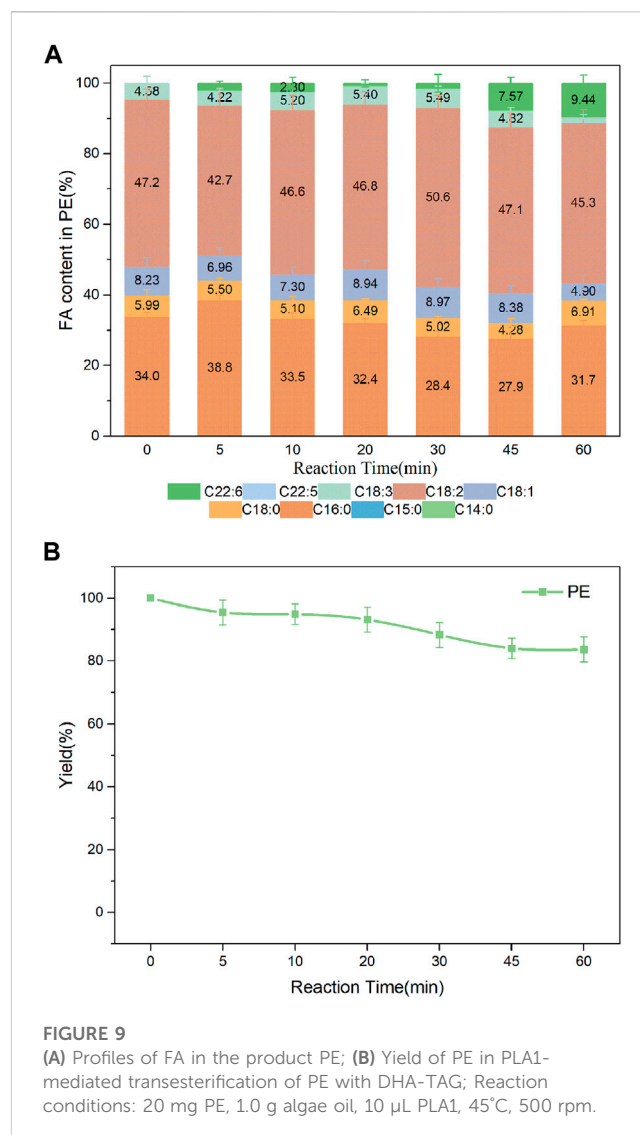 A
100
80
60
40
20
0
FA content in PE(%)
4.58 4.22 2.30 5.40 5.49 7.57 9.44
5.20 4.82
47.2 42.7 46.6 46.8 50.6 47.1 45.3
8.23 6.96 7.30 8.94 8.97 8.38 4.90
5.99 5.50 5.10 6.49 5.02 4.28 6.91
34.0 38.8 33.5 32.4 28.4 27.9 31.7
0 5 10 20 30 45 60
Reaction Time(min)
C22:6 C22:5 C18:3 C18:2 C18:1
C18:0 C16:0 C15:0 C14:0
B
PE
100
80
60
40
20
0
Yield(%)
0 5 10 20 30 45 60
Reaction Time(min)
FIGURE 9
(A) Profiles of FA in the product PE; (B) Yield of PE in PLA1-
mediated transesterification of PE with DHA-TAG; Reaction
conditions: 20 mg PE, 1.0 g algae oil, 10 µL PLA1, 45°C, 500 rpm.